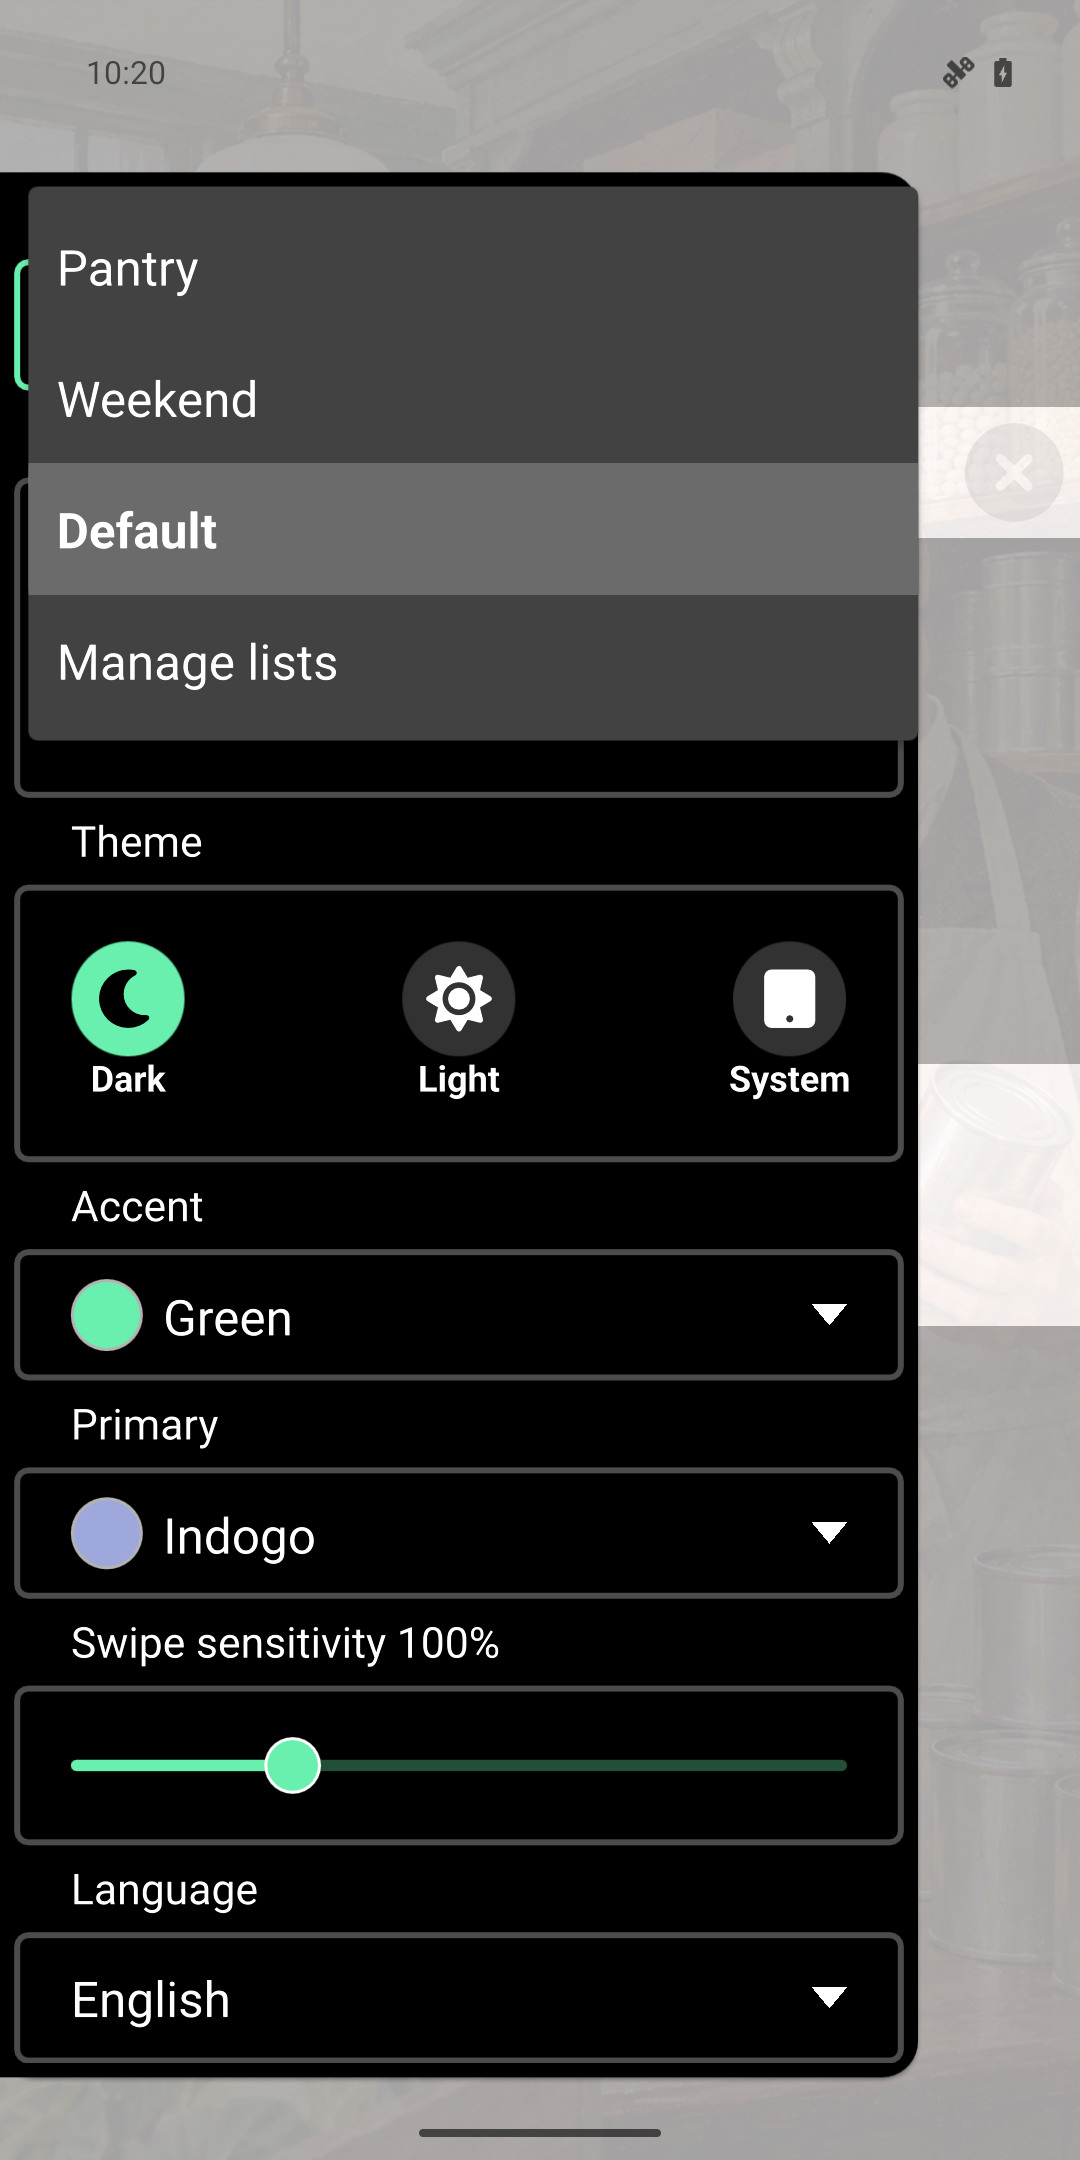 10:20
Pantry
Weekend
Default
Manage lists
Theme
Dark
Light
System
Accent
Green
Primary
Indogo
Swipe sensitivity 100%
Language
English